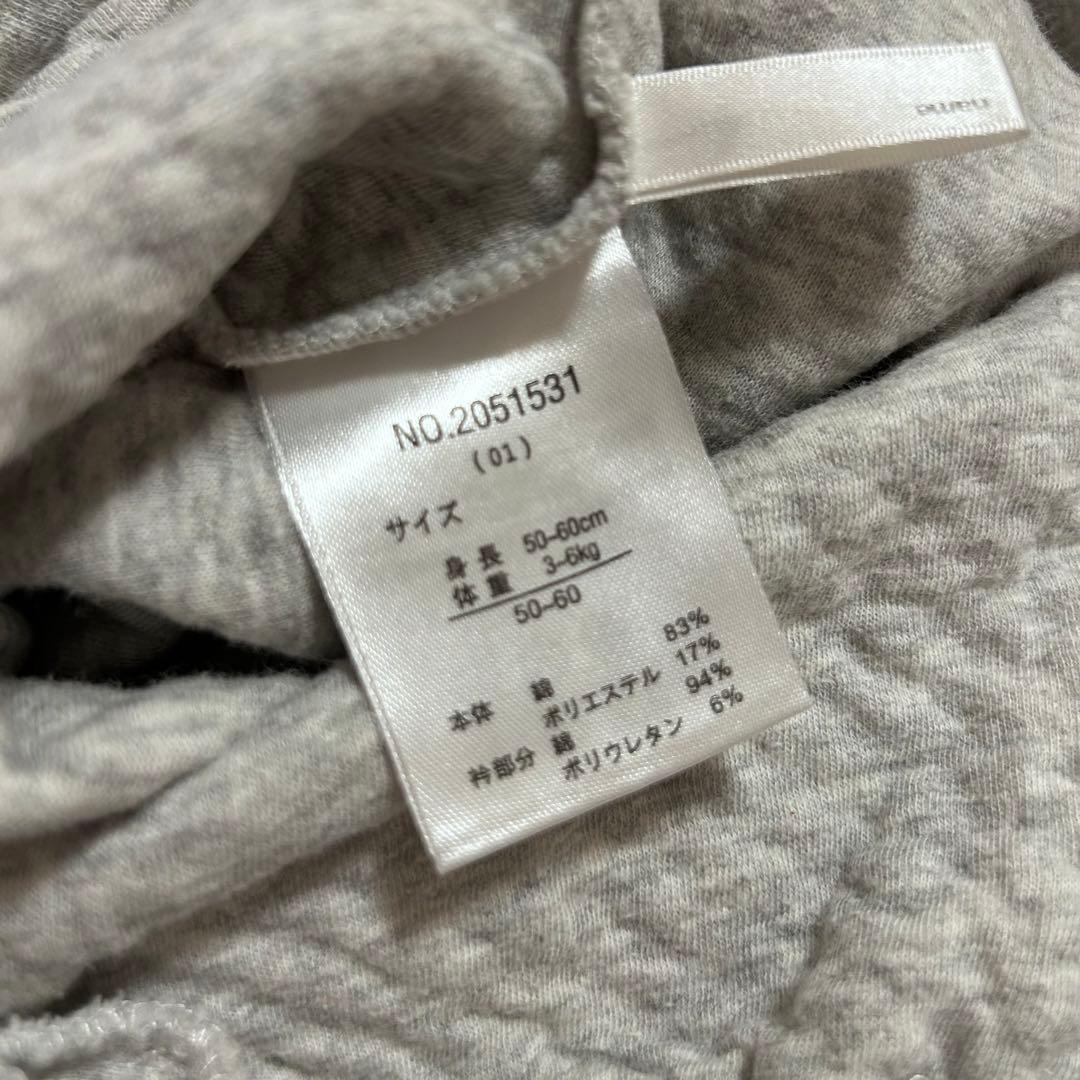 NO.2051531
(01)
サイズ
身長 50-60cm
体重 3-6kg
50-60
本体 綿 83%
ポリエステル 17%
衿部分 綿 94%
ポリウレタン 6%